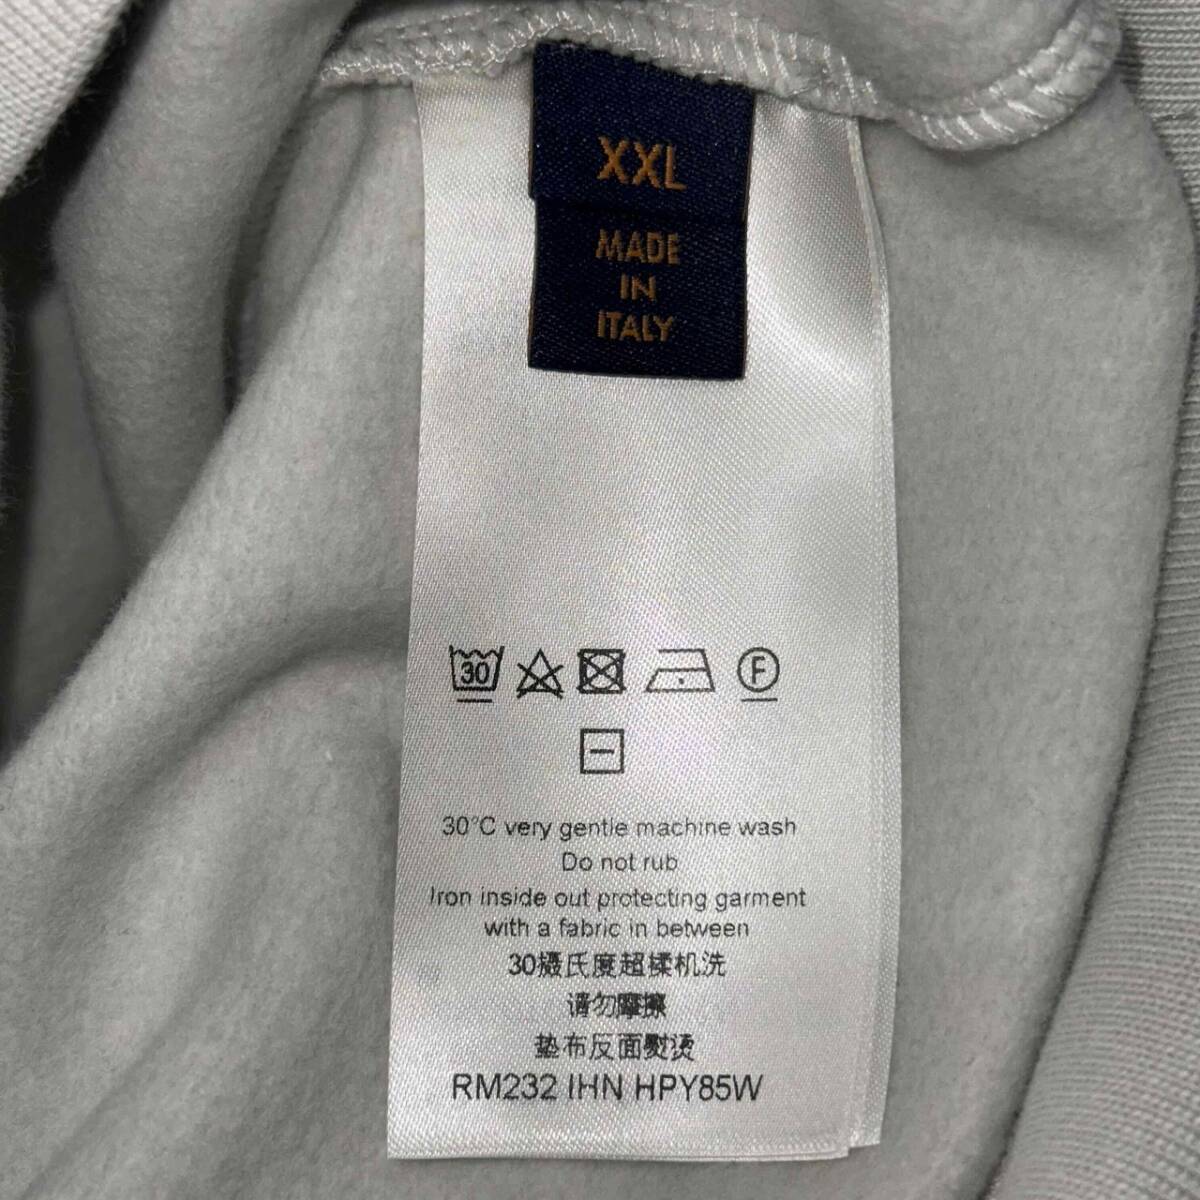 XXL
MADE
IN
ITALY
30
F
30°C very gentle machine wash
Do not rub
Iron inside out protecting garment
with a fabric in between
30摄氏度超揉机洗
请勿摩擦
垫布反面熨烫
RM232 IHN HPY85W